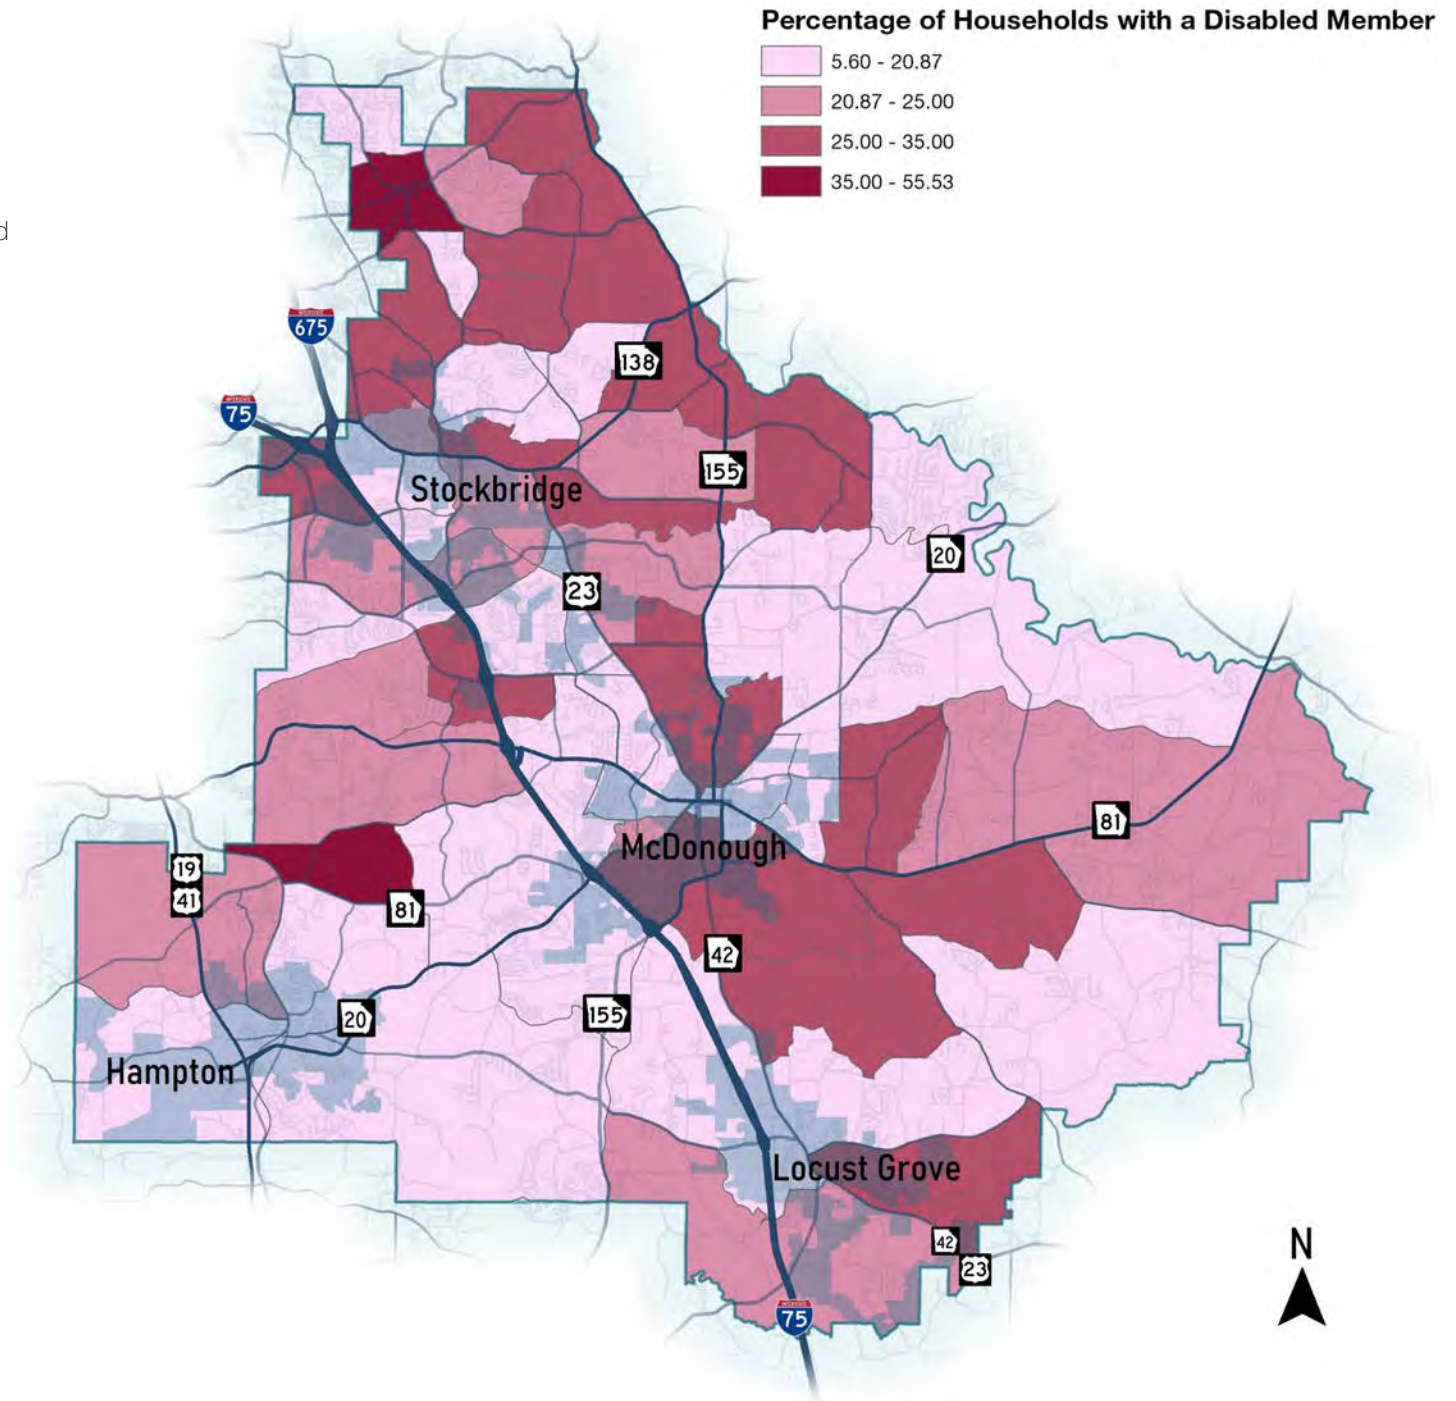 Percentage of Households with a Disabled Member
5.60 - 20.87
20.87 - 25.00
25.00 - 35.00
35.00 - 55.53
d
675
75
138
155
Stockbridge
20
23
McDonough
81
19
41
81
42
20
155
Hampton
Locust Grove
42
23
N
75